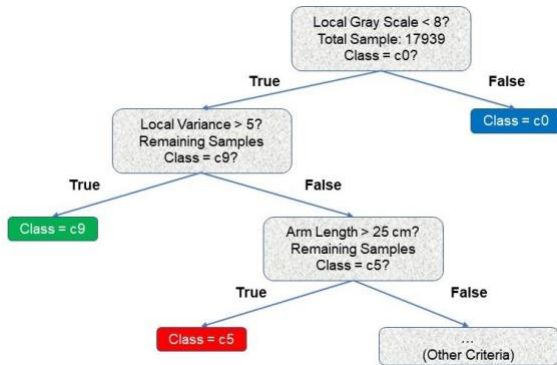 Local Gray Scale < 8?
Total Sample: 17939
Class = c0?
True
False
Local Variance > 5?
Remaining Samples
Class = c9?
Class = c0
True
False
Class = c9
Arm Length > 25 cm?
Remaining Samples
Class = c5?
True
False
Class = c5
...
(Other Criteria)